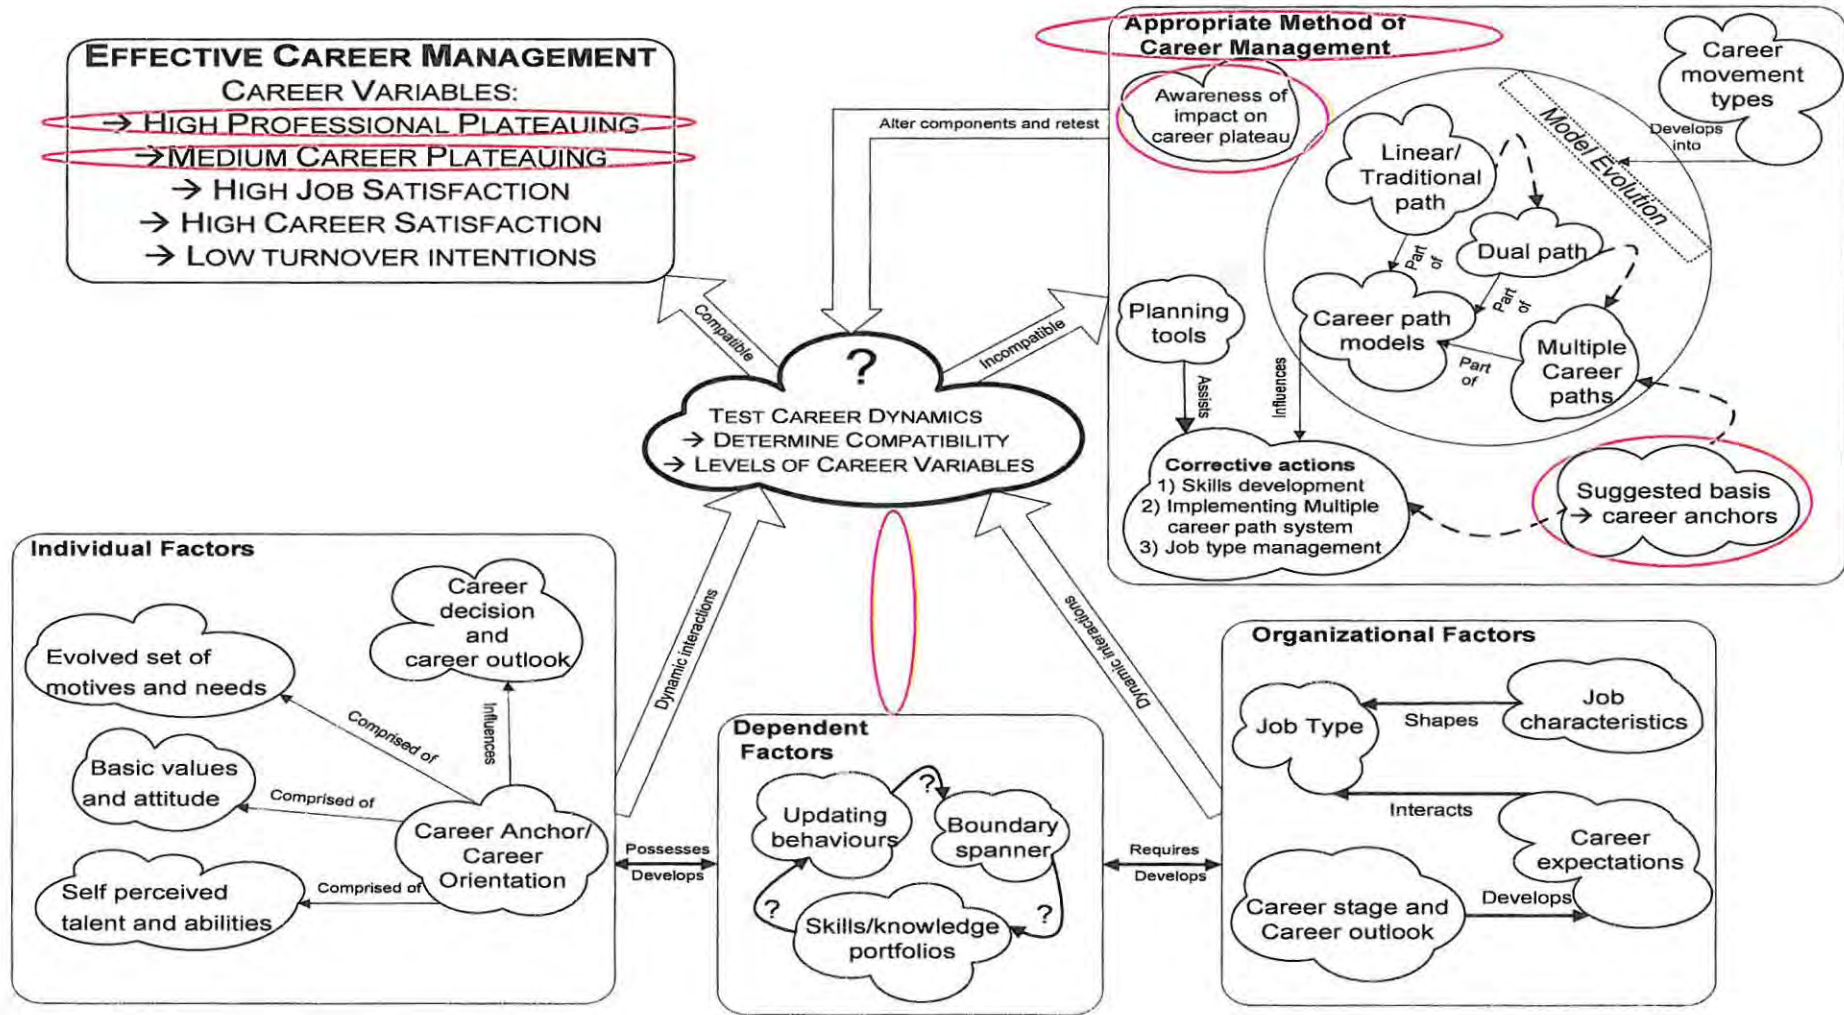 EFFECTIVE CAREER MANAGEMENT
CAREER VARIABLES:
→ HIGH PROFESSIONAL PLATEAUING
→MEDIUM CAREER PLATEAUING
→ HIGH JOB SATISFACTION
→ HIGH CAREER SATISFACTION
→ LOW TURNOVER INTENTIONS
Alter components and retest
Compatible
Incompatible
?
TEST CAREER DYNAMICS
→ DETERMINE COMPATIBILITY
→ LEVELS OF CAREER VARIABLES
Appropriate Method of
Career Management
Awareness of
impact on
career plateau
Career
movement
types
Develops
into
Model Evolution
Linear/
Traditional
path
Dual path
Part
of
Part
of
Part
of
Career path
models
Multiple
Career
paths
Planning
tools
Assists
Influences
Corrective actions
1) Skills development
2) Implementing Multiple
career path system
3) Job type management
Suggested basis
→ career anchors
Individual Factors
Career
decision
and
career outlook
Evolved set of
motives and needs
Basic values
and attitude
Self perceived
talent and abilities
Comprised of
Comprised of
Comprised of
Influences
Career Anchor/
Career
Orientation
Dynamic interactions
Dynamic interactions
Possesses
Develops
Dependent
Factors
Updating
behaviours
?
Boundary
spanner
?
?
Skills/knowledge
portfolios
Requires
Develops
Organizational Factors
Job Type
Shapes
Job
characteristics
Interacts
Career
expectations
Career stage and
Career outlook
Develops